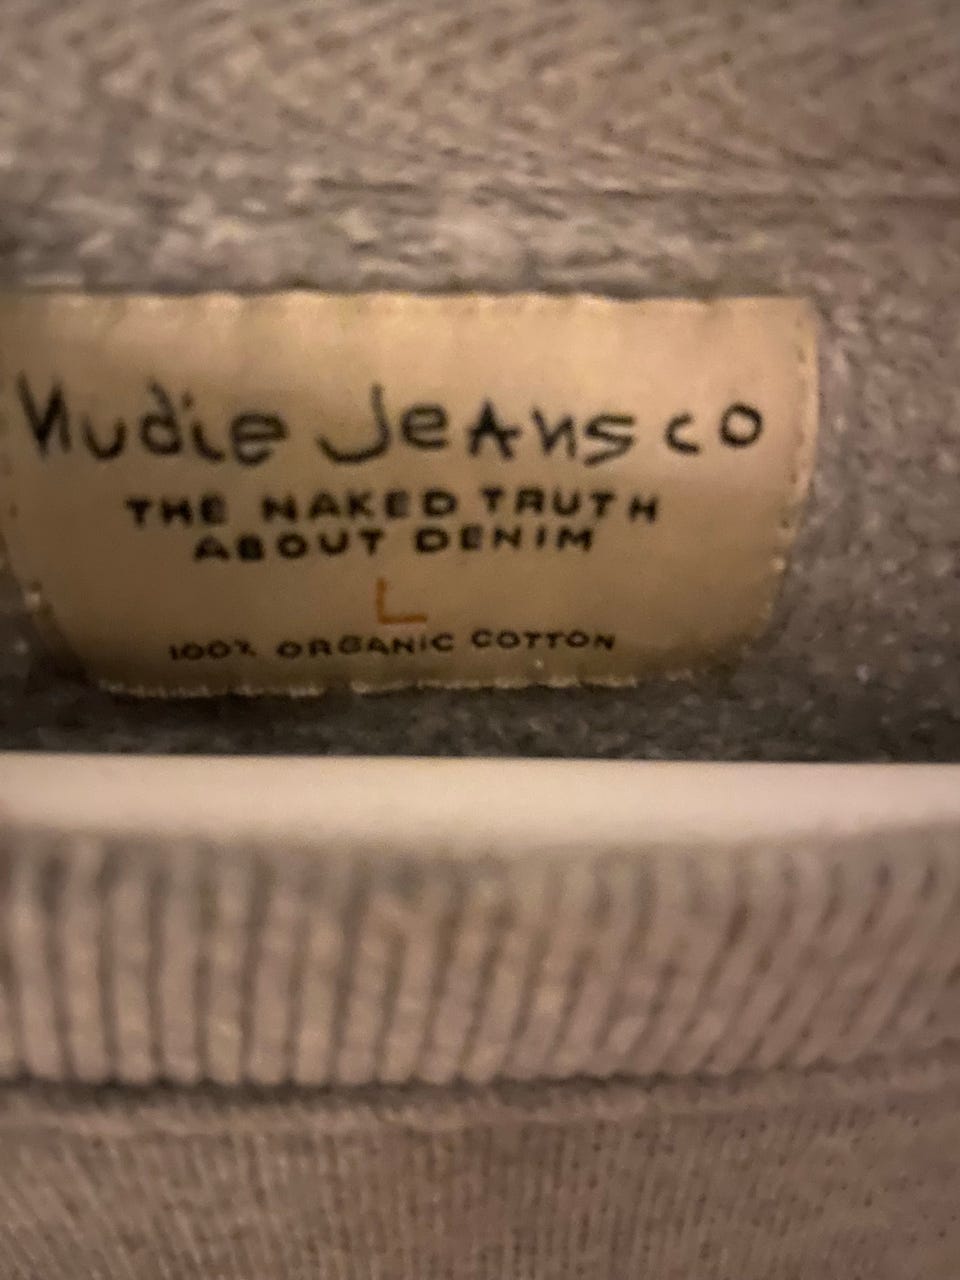 Nudie Jeans co
THE NAKED TRUTH
ABOUT DENIM
L
100% ORGANIC COTTON